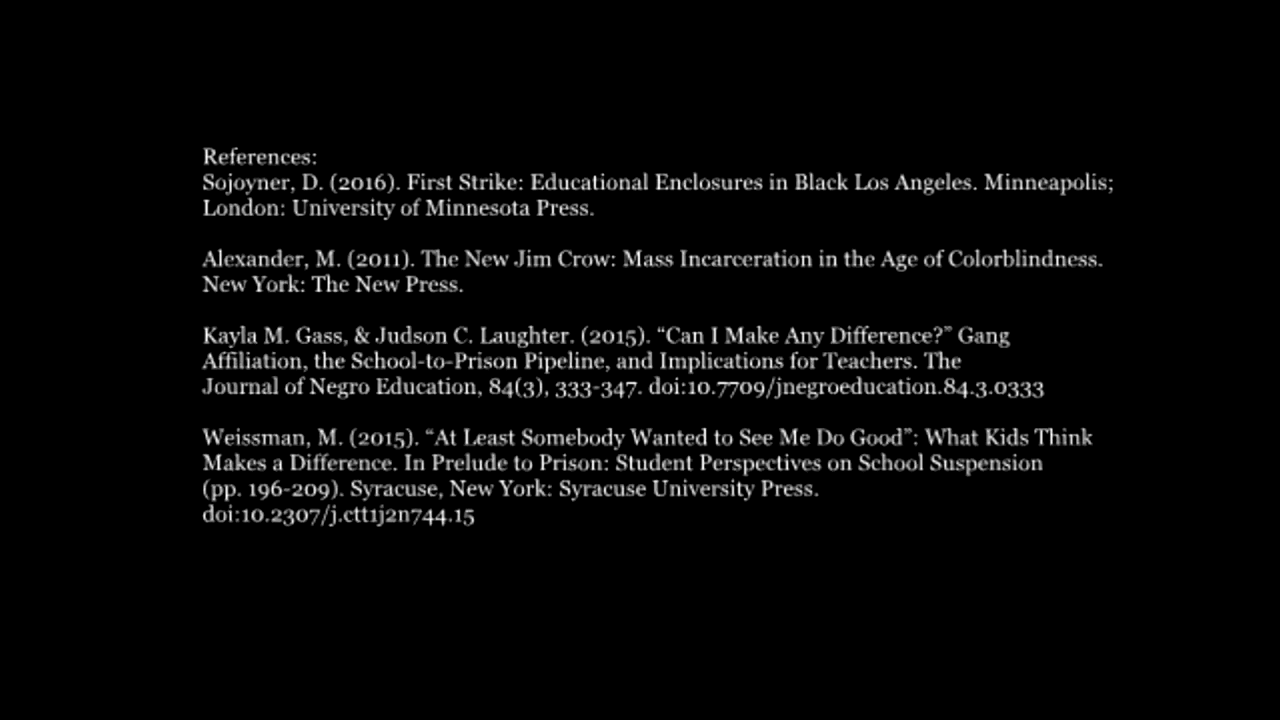 References:
Sojoyner, D. (2016). First Strike: Educational Enclosures in Black Los Angeles. Minneapolis;
London: University of Minnesota Press.
Alexander, M. (2011). The New Jim Crow: Mass Incarceration in the Age of Colorblindness.
New York: The New Press.
Kayla M. Gass, & Judson C. Laughter. (2015). “Can I Make Any Difference?” Gang
Affiliation, the School-to-Prison Pipeline, and Implications for Teachers. The
Journal of Negro Education, 84(3), 333-347. doi:10.7709/jnegroeducation.84.3.0333
Weissman, M. (2015). “At Least Somebody Wanted to See Me Do Good”: What Kids Think
Makes a Difference. In Prelude to Prison: Student Perspectives on School Suspension
(pp. 196-209). Syracuse, New York: Syracuse University Press.
doi:10.2307/j.ctt1j2n744.15